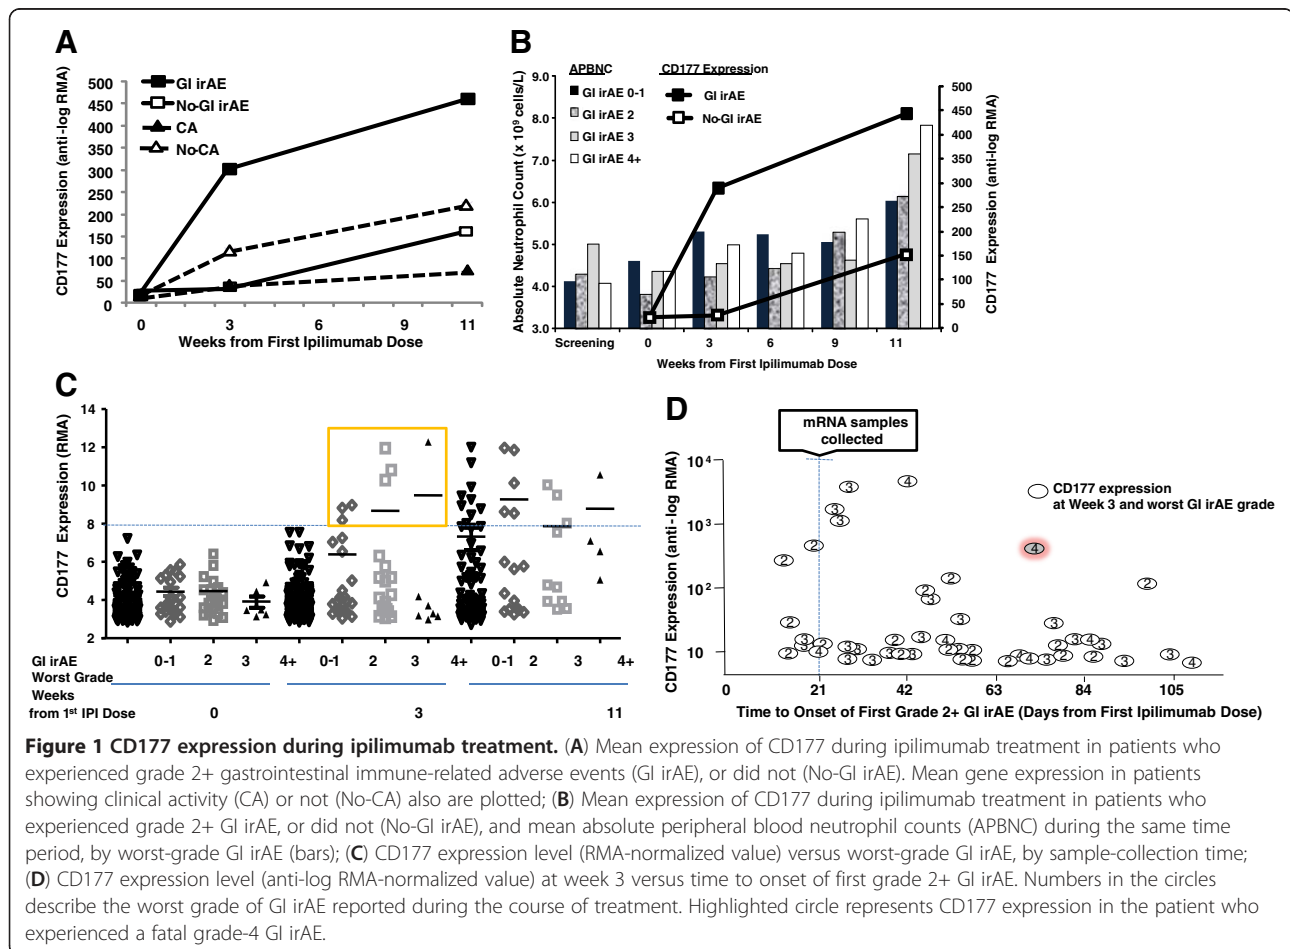 A
CD177 Expression (anti-log RMA)
500
450
400
350
300
250
200
150
100
50
0
GI irAE
No-GI irAE
CA
No-CA
0 3 6 9 11
Weeks from First Ipilimumab Dose
B
Absolute Neutrophil Count (x 10⁹ cells/L)
9.0
8.0
7.0
6.0
5.0
4.0
3.0
APBNC
GI irAE 0-1
GI irAE 2
GI irAE 3
GI irAE 4+
CD177 Expression
GI irAE
No-GI irAE
500
450
400
350
300
250
200
150
100
50
0
CD177 Expression (anti-log RMA)
Screening 0 3 6 9 11
Weeks from First Ipilimumab Dose
C
CD177 Expression (RMA)
14
12
10
8
6
4
2
GI irAE 0-1 2 3 4+ 0-1 2 3 4+ 0-1 2 3 4+
Worst Grade
Weeks
from 1ˢᵗ IPI Dose 0 3 11
D
mRNA samples
collected
CD177 Expression (anti-log RMA)
10⁴
10³
10²
10
CD177 expression
at Week 3 and worst GI irAE grade
0 21 42 63 84 105
Time to Onset of First Grade 2+ GI irAE (Days from First Ipilimumab Dose)
Figure 1 CD177 expression during ipilimumab treatment. (A) Mean expression of CD177 during ipilimumab treatment in patients who
experienced grade 2+ gastrointestinal immune-related adverse events (GI irAE), or did not (No-GI irAE). Mean gene expression in patients
showing clinical activity (CA) or not (No-CA) also are plotted; (B) Mean expression of CD177 during ipilimumab treatment in patients who
experienced grade 2+ GI irAE, or did not (No-GI irAE), and mean absolute peripheral blood neutrophil counts (APBNC) during the same time
period, by worst-grade GI irAE (bars); (C) CD177 expression level (RMA-normalized value) versus worst-grade GI irAE, by sample-collection time;
(D) CD177 expression level (anti-log RMA-normalized value) at week 3 versus time to onset of first grade 2+ GI irAE. Numbers in the circles
describe the worst grade of GI irAE reported during the course of treatment. Highlighted circle represents CD177 expression in the patient who
experienced a fatal grade-4 GI irAE.